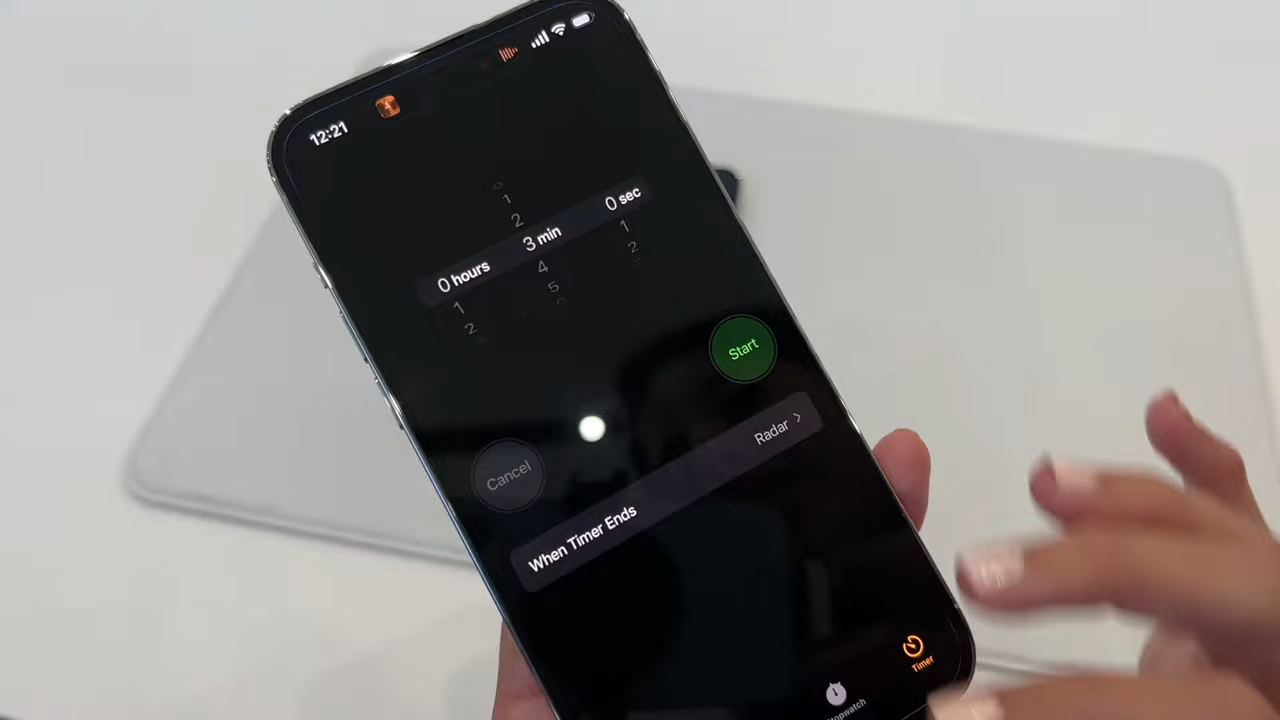 12:21
0
1
2
0 hours 3 min 0 sec
1 4 1
2 5 2
Start
Cancel
When Timer Ends Radar >
Stopwatch
Timer